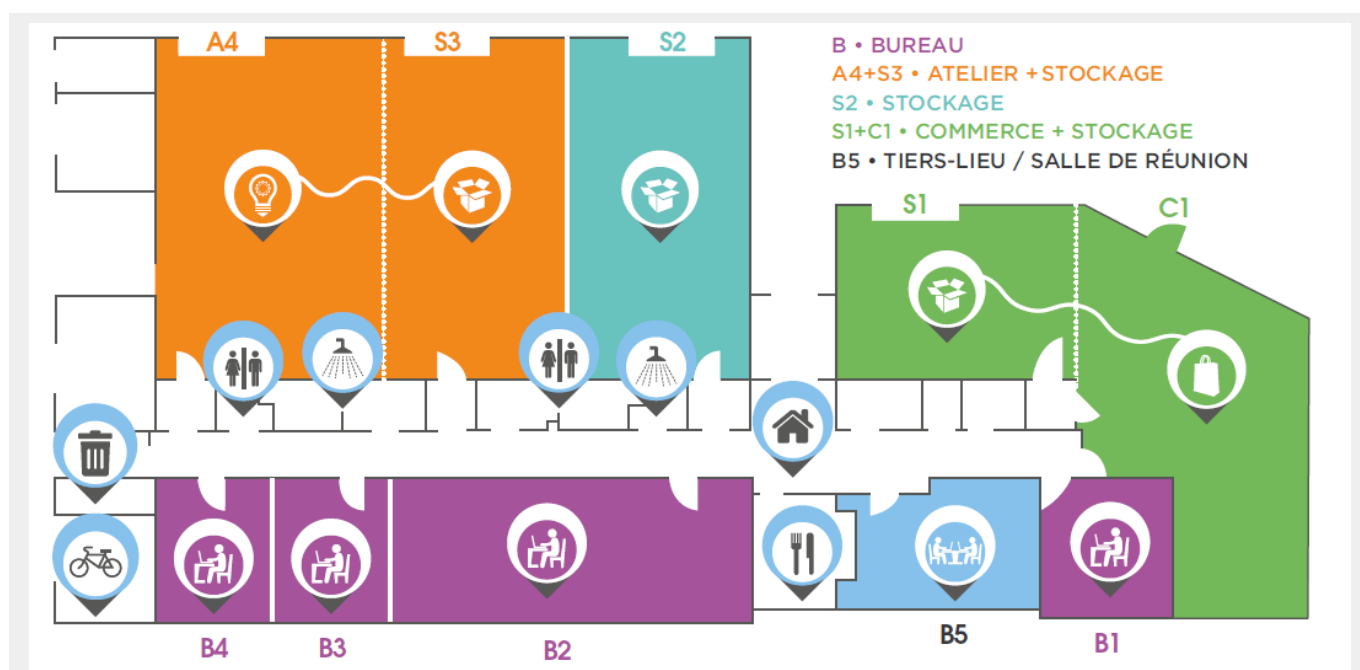 A4
S3
S2
B • BUREAU
A4+S3 • ATELIER + STOCKAGE
S2 • STOCKAGE
S1+C1 • COMMERCE + STOCKAGE
B5 • TIERS-LIEU / SALLE DE RÉUNION
S1
C1
B4
B3
B2
B5
B1